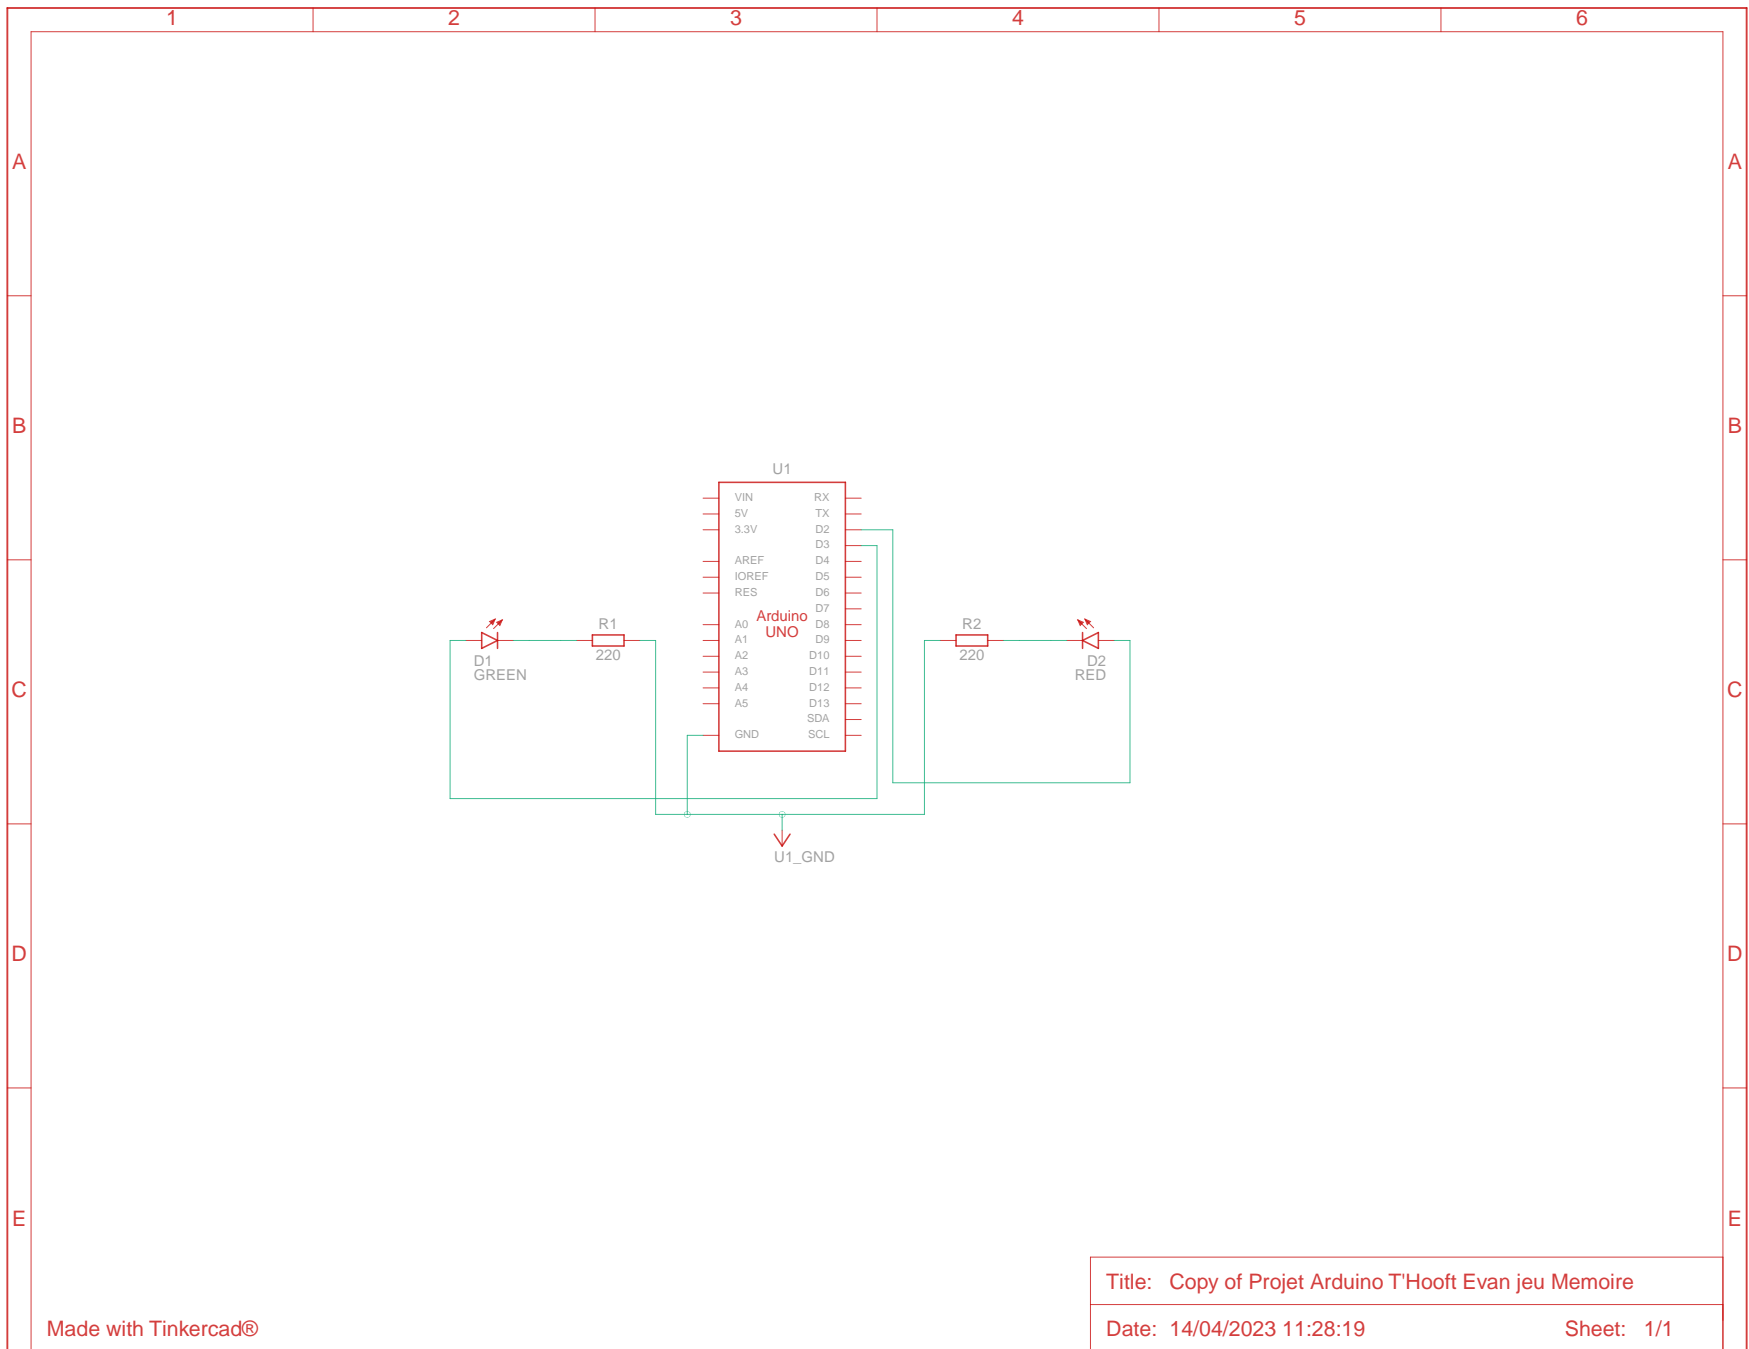 1 2 3 4 5 6
A A
B B
U1
VIN RX
5V TX
3.3V D2
D3
AREF D4
IOREF D5
RES D6
D7
A0 Arduino D8
A1 UNO D9
A2 D10
A3 D11
A4 D12
A5 D13
SDA
GND SCL
R1
220
D1
GREEN
R2
220
D2
RED
C C
U1_GND
D D
E E
Title: Copy of Projet Arduino T'Hooft Evan jeu Memoire
Made with Tinkercad®
Date: 14/04/2023 11:28:19 Sheet: 1/1